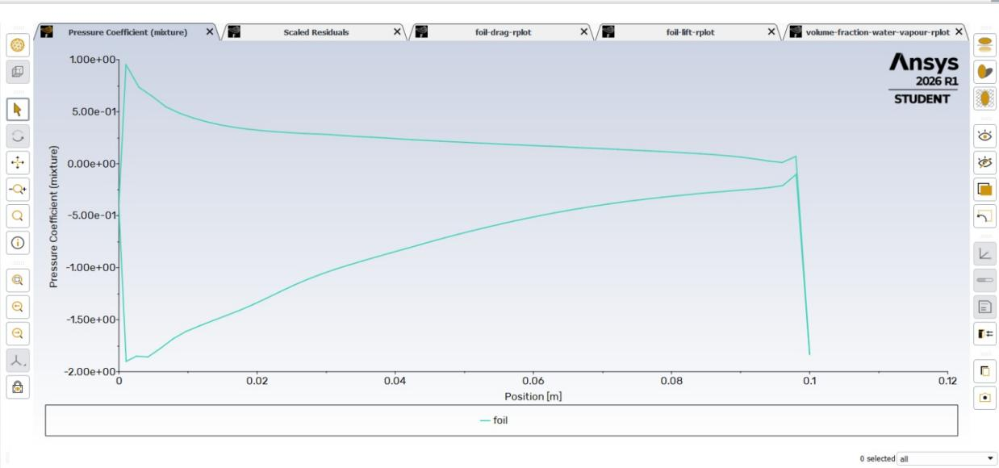 Pressure Coefficient (mixture)
Scaled Residuals
foil-drag-rplot
foil-lift-rplot
volume-fraction-water-vapour-rplot
Ansys
2026 R1
STUDENT
1.00e+00
5.00e-01
0.00e+00
-5.00e-01
-1.00e+00
-1.50e+00
-2.00e+00
Pressure Coefficient (mixture)
0 0.02 0.04 0.06 0.08 0.1 0.12
Position [m]
foil
0 selected all